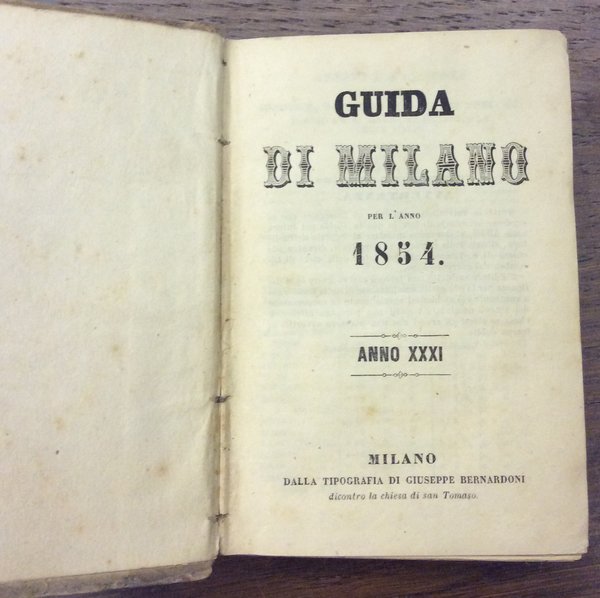 GUIDA
DI MILANO
PER L'ANNO
1854.
ANNO XXXI
MILANO
DALLA TIPOGRAFIA DI GIUSEPPE BERNARDONI
dicontro la chiesa di san Tomaso.